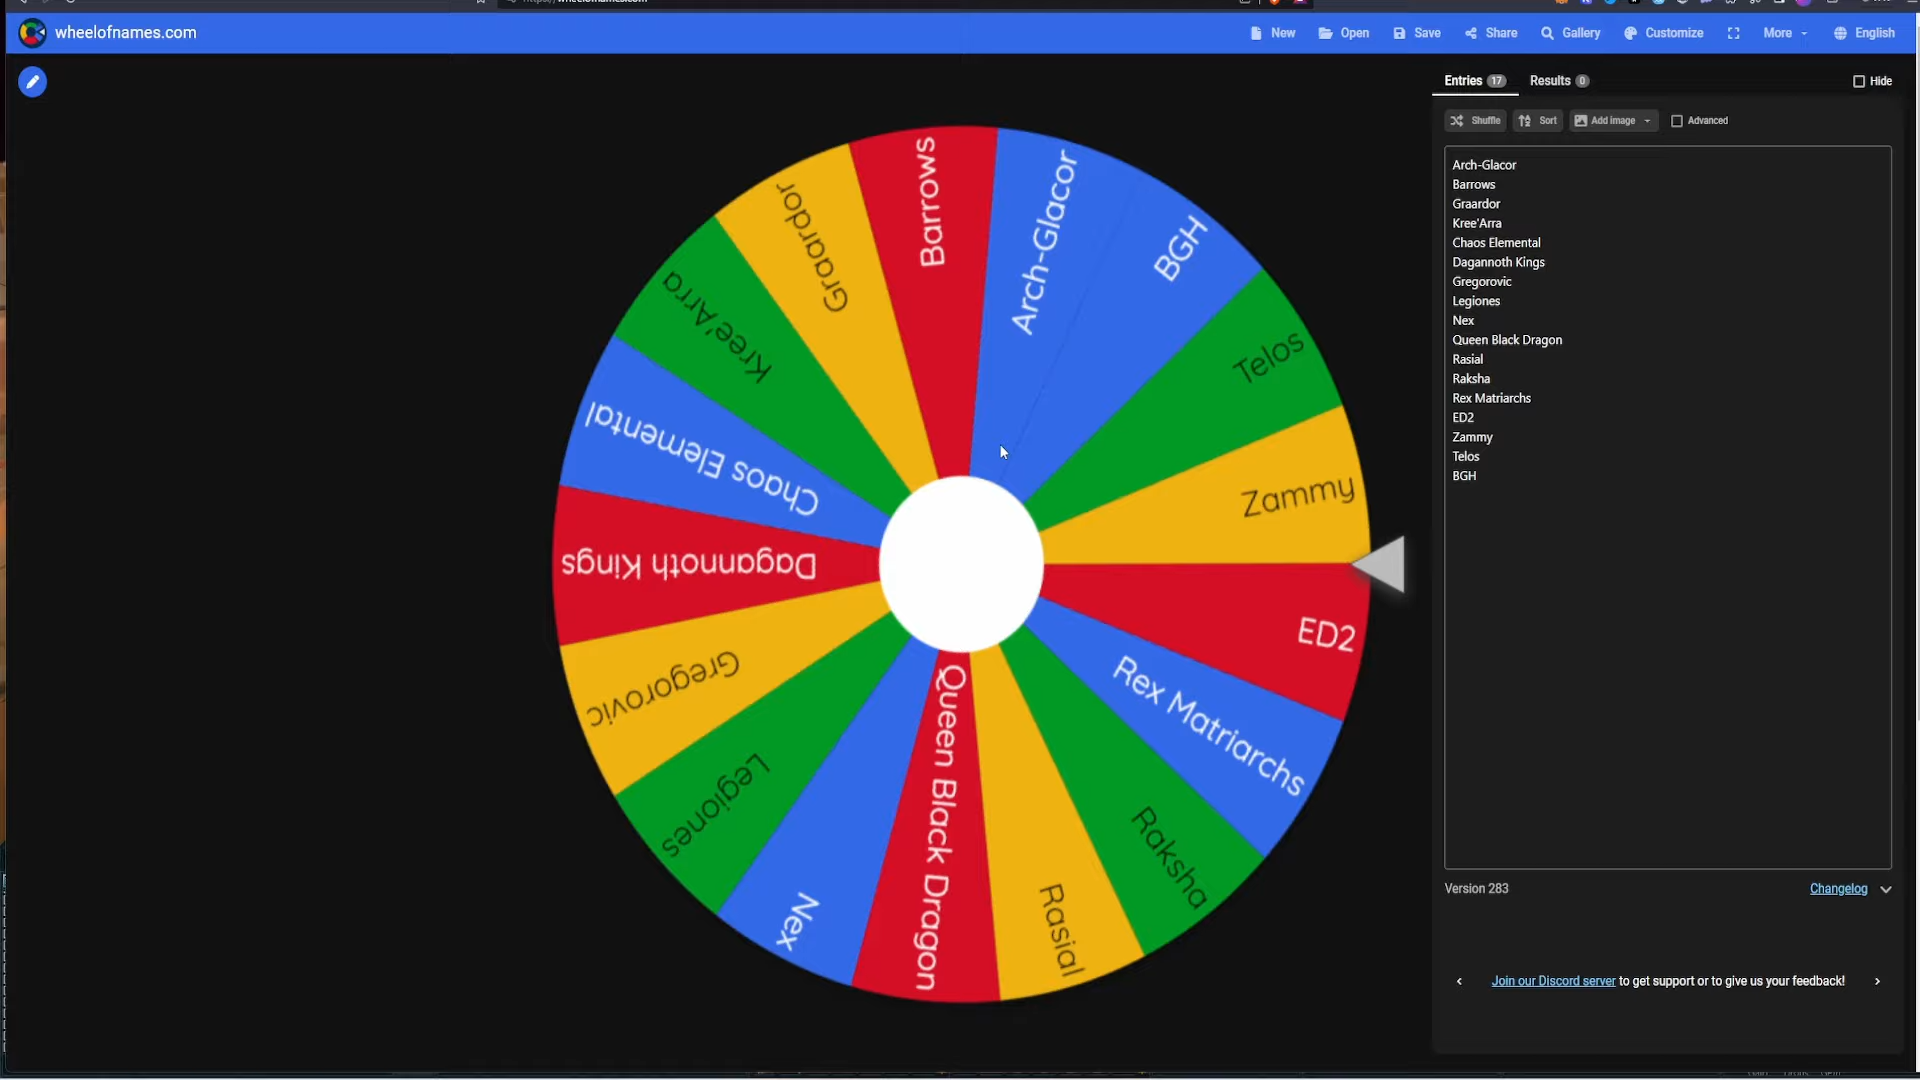 wheelofnames.com
New
Open
Save
Share
Gallery
Customize
More
English
Entries 17
Results 0
Hide
Shuffle
Sort
Add image
Advanced
Arch-Glacor
Barrows
Graardor
Kree'Arra
Chaos Elemental
Dagannoth Kings
Gregorovic
Legiones
Nex
Queen Black Dragon
Rasial
Raksha
Rex Matriarchs
ED2
Zammy
Telos
BGH
Barrows
Arch-Glacor
BGH
Telos
Zammy
ED2
Rex Matriarchs
Raksha
Rasial
Queen Black Dragon
Nex
Legiones
Gregorovic
Dagannoth Kings
Chaos Elemental
Kree'Arra
Graardor
Version 283
Changelog
Join our Discord server to get support or to give us your feedback!